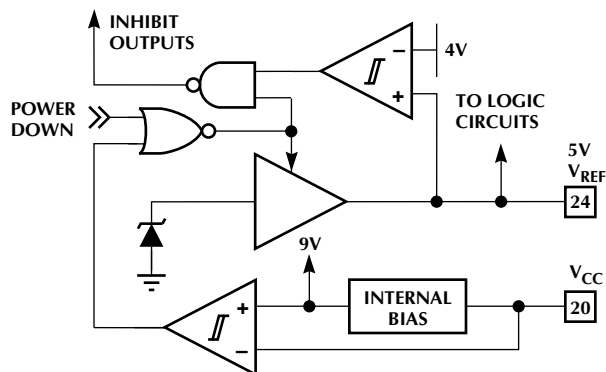 INHIBIT
OUTPUTS
−
4V
+
POWER
DOWN
TO LOGIC
CIRCUITS
5V
VREF
24
9V
VCC
+
INTERNAL
BIAS
20
−